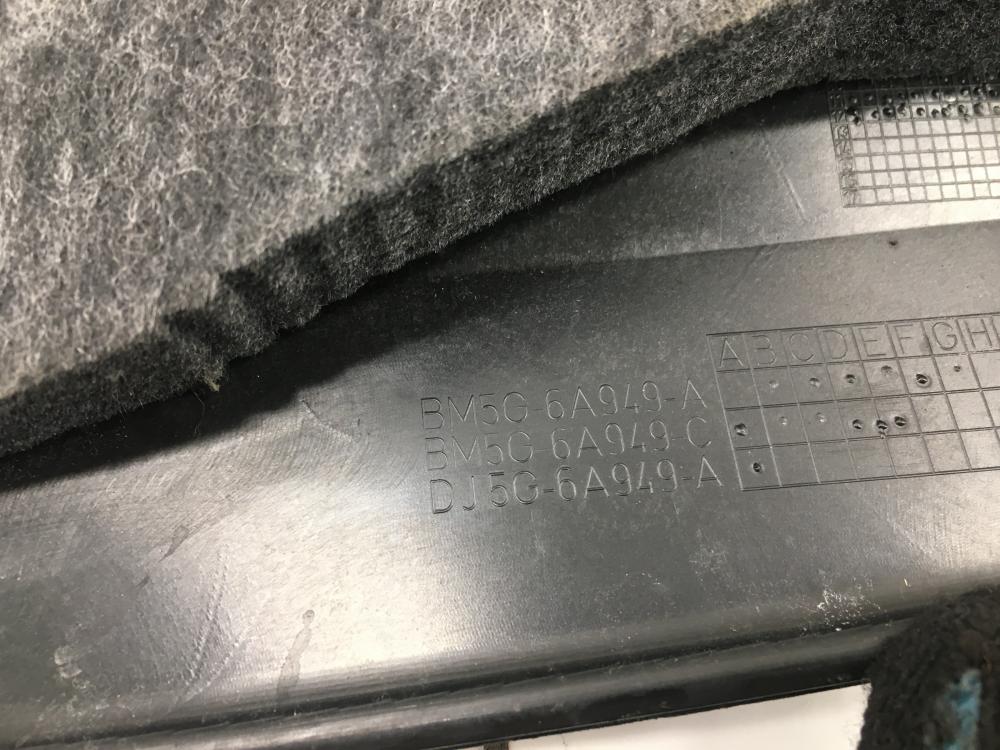 A B C D E F G H
BM5G-6A949-A
BM5G-6A949-C
DJ5G-6A949-A